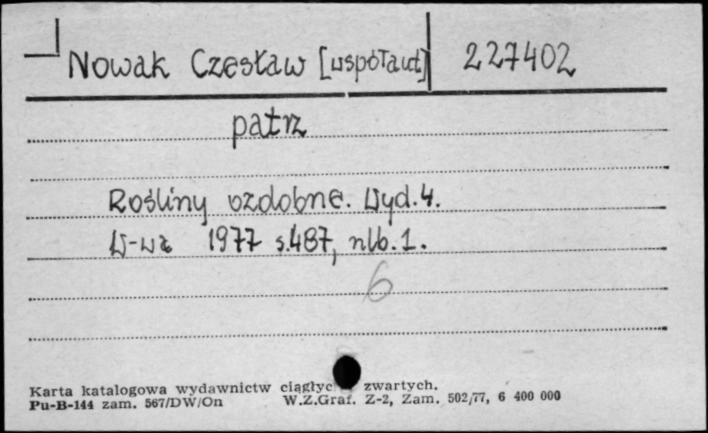 Nowak Czesław [współaut] 227402
patrz
Rośliny ozdobne. Wyd. 4.
W-wa 1977 s. 487, nlb. 1.
6
Karta katalogowa wydawnictw zwartych.
Pu-B-144 zam. 567/DW/On W.Z.Graf. Z-2, Zam. 502/77, 6 400 000